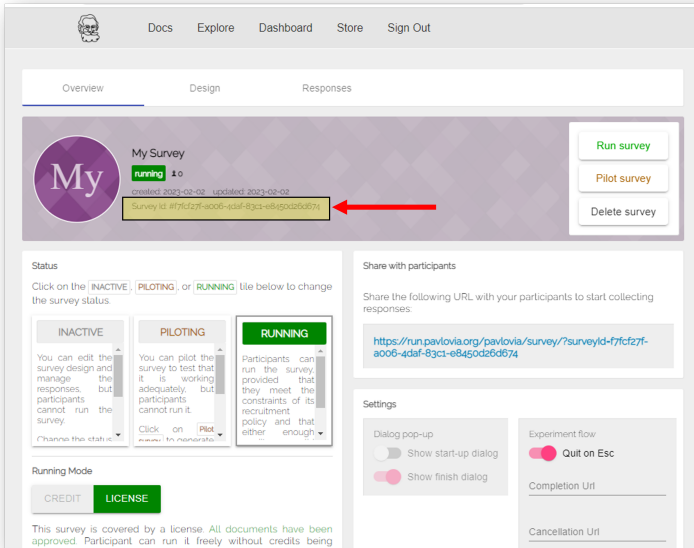 Docs Explore Dashboard Store Sign Out
Overview Design Responses
My
My Survey
running 0
created: 2023-02-02 updated: 2023-02-02
Survey Id: #f7fcf27f-a006-4daf-83c1-e8450d26d674
Run survey
Pilot survey
Delete survey
Status
Click on the INACTIVE, PILOTING, or RUNNING tile below to change
the survey status.
INACTIVE
You can edit the
survey design and
manage the
responses, but
participants
cannot run the
survey.
Change the status
PILOTING
You can pilot the
survey to test that
it is working
adequately, but
participants
cannot run it.
Click on Pilot
survey to generate
RUNNING
Participants can
run the survey,
provided that
they meet the
constraints of its
recruitment
policy and that
either enough
Running Mode
CREDIT LICENSE
This survey is covered by a license. All documents have been
approved. Participant can run it freely without credits being
Share with participants
Share the following URL with your participants to start collecting
responses:
https://run.pavlovia.org/pavlovia/survey/?surveyId=f7fcf27f-
a006-4daf-83c1-e8450d26d674
Settings
Dialog pop-up
Show start-up dialog
Show finish dialog
Experiment flow
Quit on Esc
Completion Url
Cancellation Url